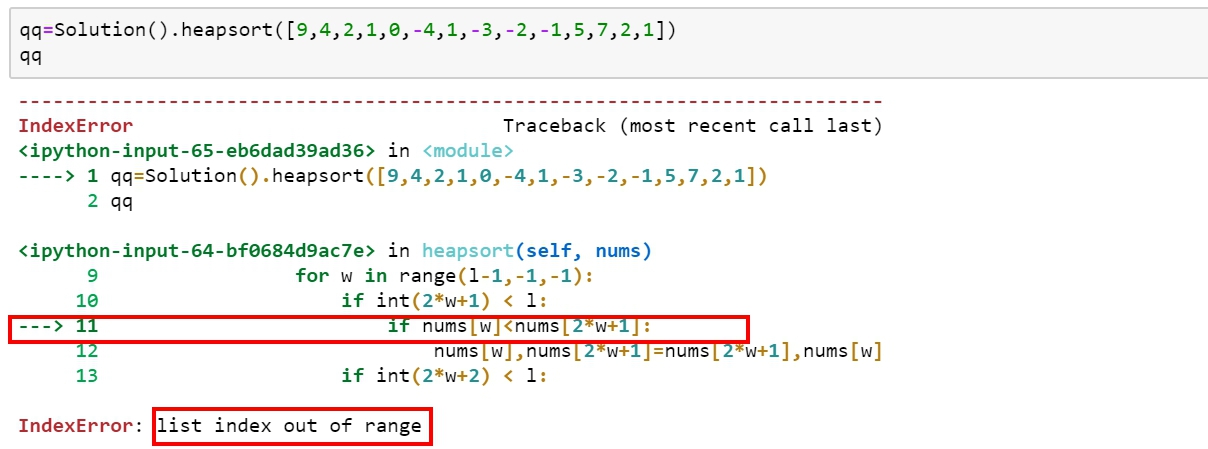 qq=Solution().heapsort([9,4,2,1,0,-4,1,-3,-2,-1,5,7,2,1])
qq
---------------------------------------------------------------------------
IndexError                                Traceback (most recent call last)
<ipython-input-65-eb6dad39ad36> in <module>
----> 1 qq=Solution().heapsort([9,4,2,1,0,-4,1,-3,-2,-1,5,7,2,1])
      2 qq
<ipython-input-64-bf0684d9ac7e> in heapsort(self, nums)
      9                 for w in range(l-1,-1,-1):
     10                     if int(2*w+1) < l:
---> 11                         if nums[w]<nums[2*w+1]:
     12                             nums[w],nums[2*w+1]=nums[2*w+1],nums[w]
     13                     if int(2*w+2) < l:
IndexError: list index out of range